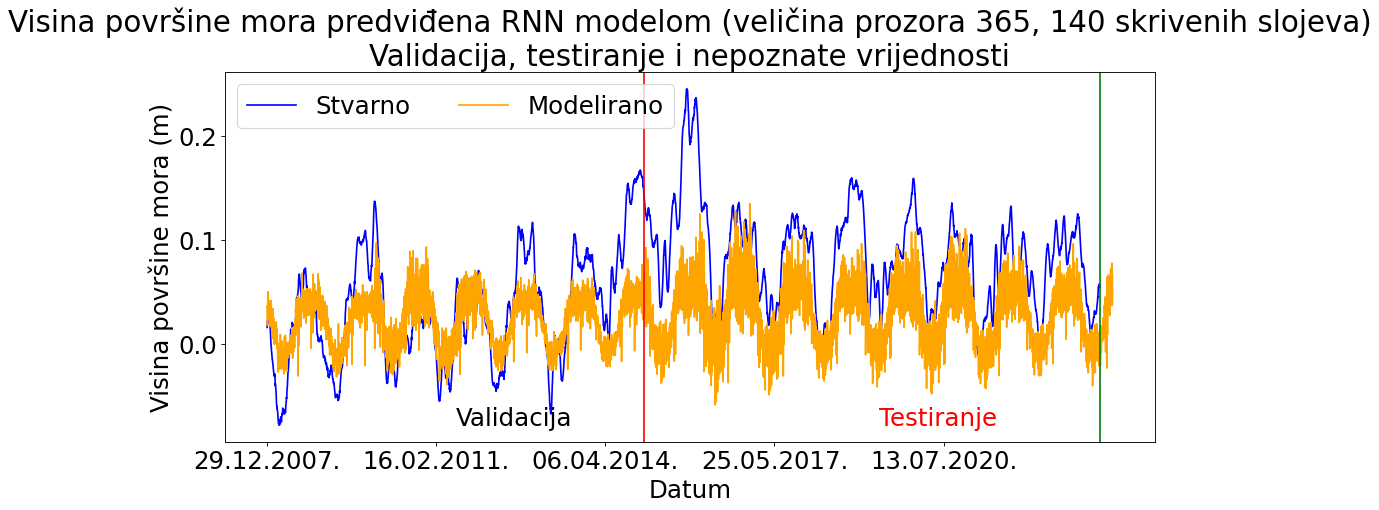 Visina površine mora predviđena RNN modelom (veličina prozora 365, 140 skrivenih slojeva)
Validacija, testiranje i nepoznate vrijednosti
Stvarno
Modelirano
Visina površine mora (m)
0.2
0.1
0.0
Validacija
Testiranje
29.12.2007.
16.02.2011.
06.04.2014.
25.05.2017.
13.07.2020.
Datum